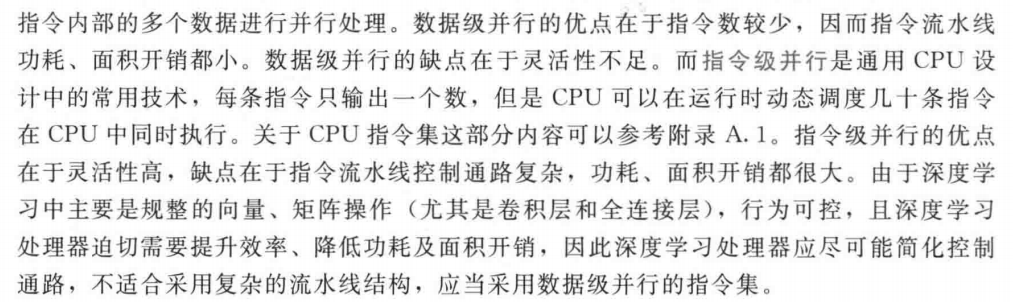 指令内部的多个数据进行并行处理。数据级并行的优点在于指令数较少，因而指令流水线
功耗、面积开销都小。数据级并行的缺点在于灵活性不足。而指令级并行是通用 CPU 设
计中的常用技术，每条指令只输出一个数，但是 CPU 可以在运行时动态调度几十条指令
在 CPU 中同时执行。关于 CPU 指令集这部分内容可以参考附录 A.1。指令级并行的优点
在于灵活性高，缺点在于指令流水线控制通路复杂，功耗、面积开销都很大。由于深度学
习中主要是规整的向量、矩阵操作（尤其是卷积层和全连接层），行为可控，且深度学习
处理器迫切需要提升效率、降低功耗及面积开销，因此深度学习处理器应尽可能简化控制
通路，不适合采用复杂的流水线结构，应当采用数据级并行的指令集。